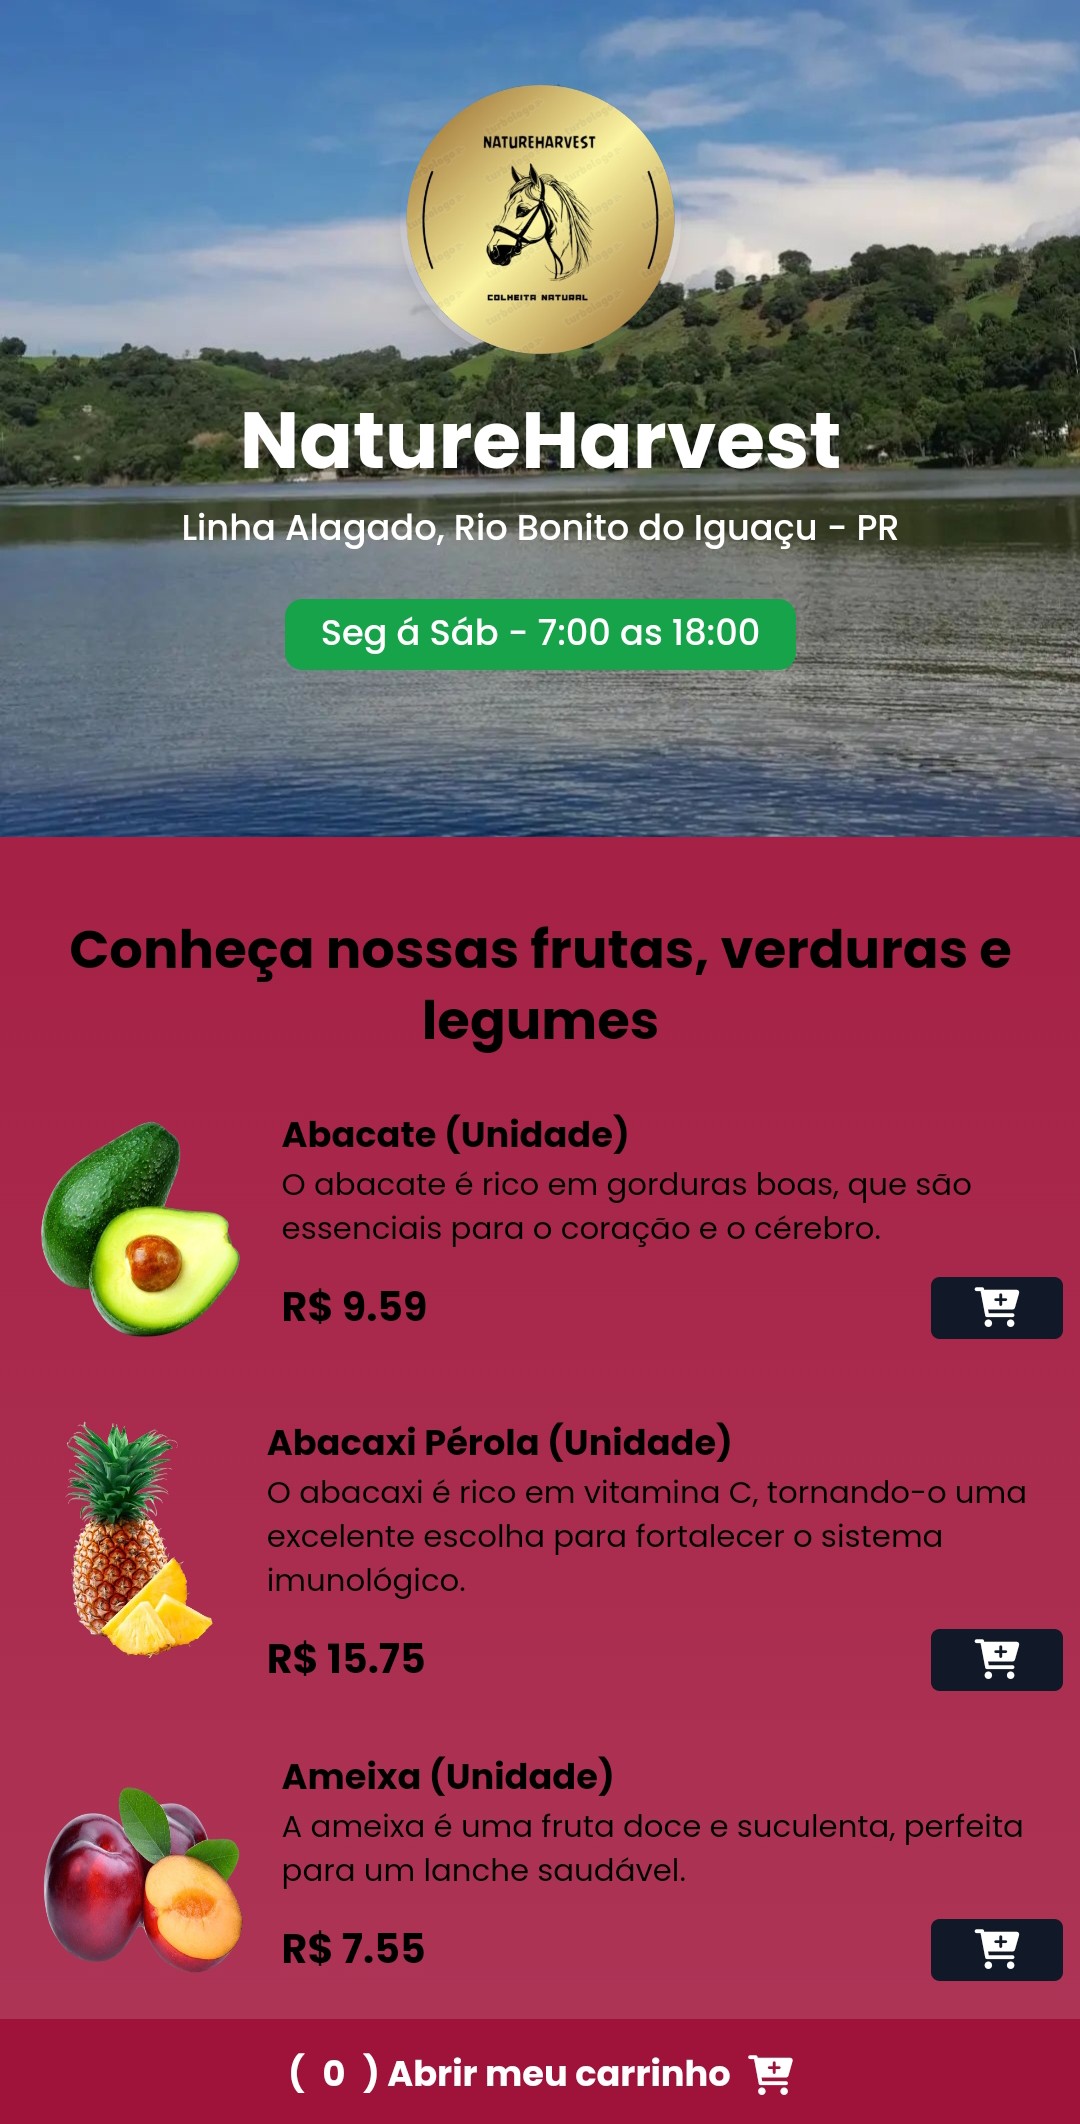 NATUREHARVEST
COLHEITA NATURAL
NatureHarvest
Linha Alagado, Rio Bonito do Iguaçu - PR
Seg á Sáb - 7:00 as 18:00
Conheça nossas frutas, verduras e
legumes
Abacate (Unidade)
O abacate é rico em gorduras boas, que são
essenciais para o coração e o cérebro.
R$ 9.59
Abacaxi Pérola (Unidade)
O abacaxi é rico em vitamina C, tornando-o uma
excelente escolha para fortalecer o sistema
imunológico.
R$ 15.75
Ameixa (Unidade)
A ameixa é uma fruta doce e suculenta, perfeita
para um lanche saudável.
R$ 7.55
( 0 ) Abrir meu carrinho